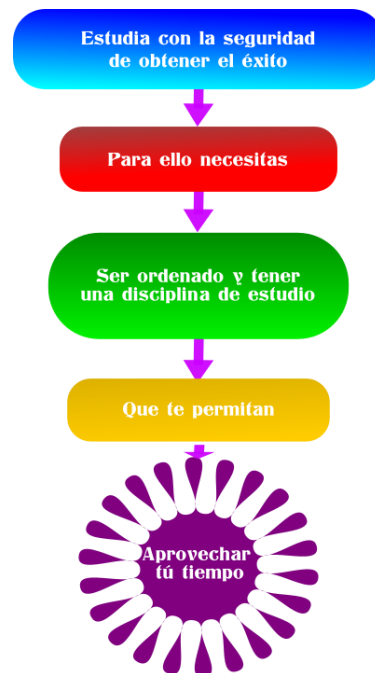 Estudia con la seguridad
de obtener el éxito
Para ello necesitas
Ser ordenado y tener
una disciplina de estudio
Que te permitan
Aprovechar
tú tiempo